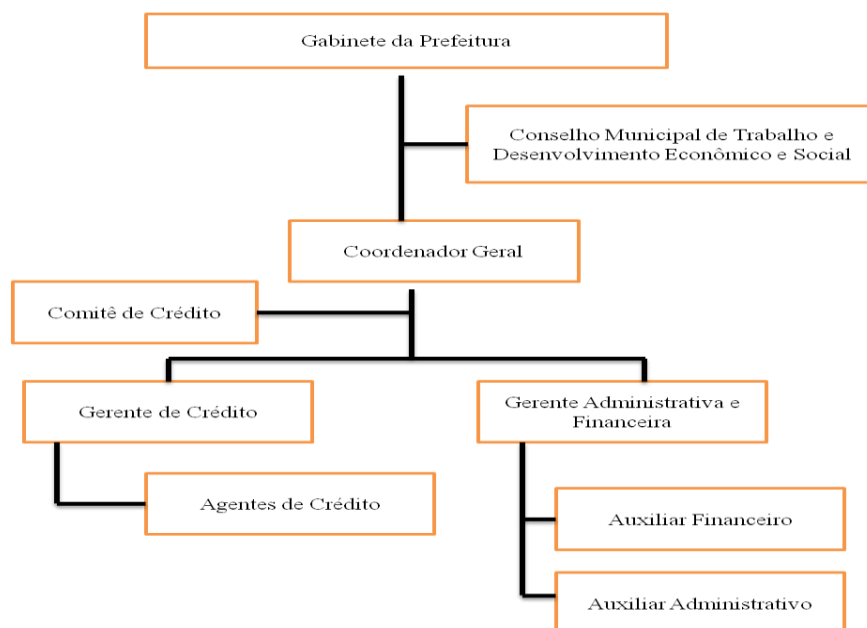 Gabinete da Prefeitura
Conselho Municipal de Trabalho e
Desenvolvimento Econômico e Social
Coordenador Geral
Comitê de Crédito
Gerente de Crédito
Gerente Administrativa e
Financeira
Agentes de Crédito
Auxiliar Financeiro
Auxiliar Administrativo